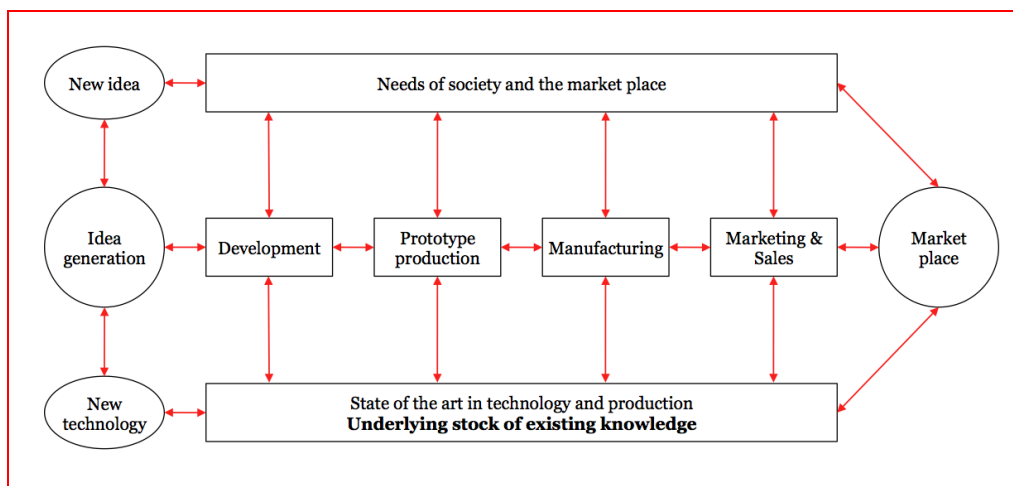 New idea
Needs of society and the market place
Idea
generation
Development
Prototype
production
Manufacturing
Marketing &
Sales
Market
place
New
technology
State of the art in technology and production
Underlying stock of existing knowledge